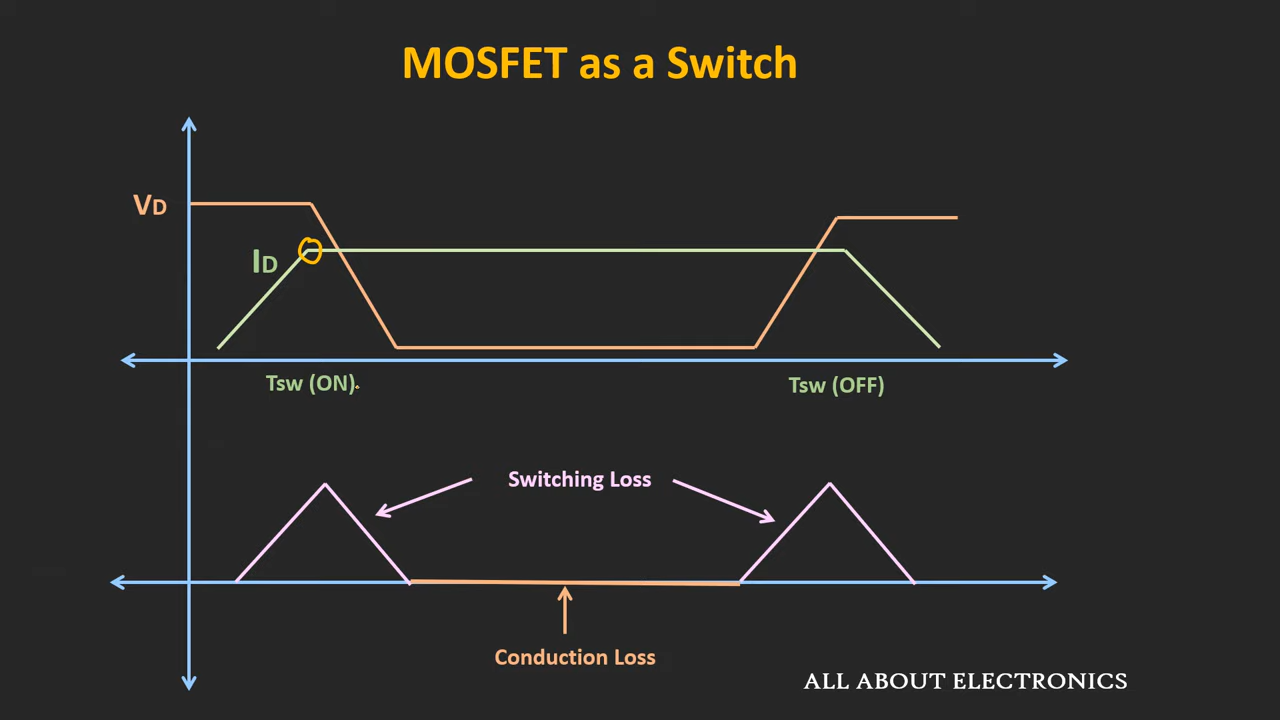 MOSFET as a Switch
VD
ID
Tsw (ON)
Tsw (OFF)
Switching Loss
Conduction Loss
ALL ABOUT ELECTRONICS